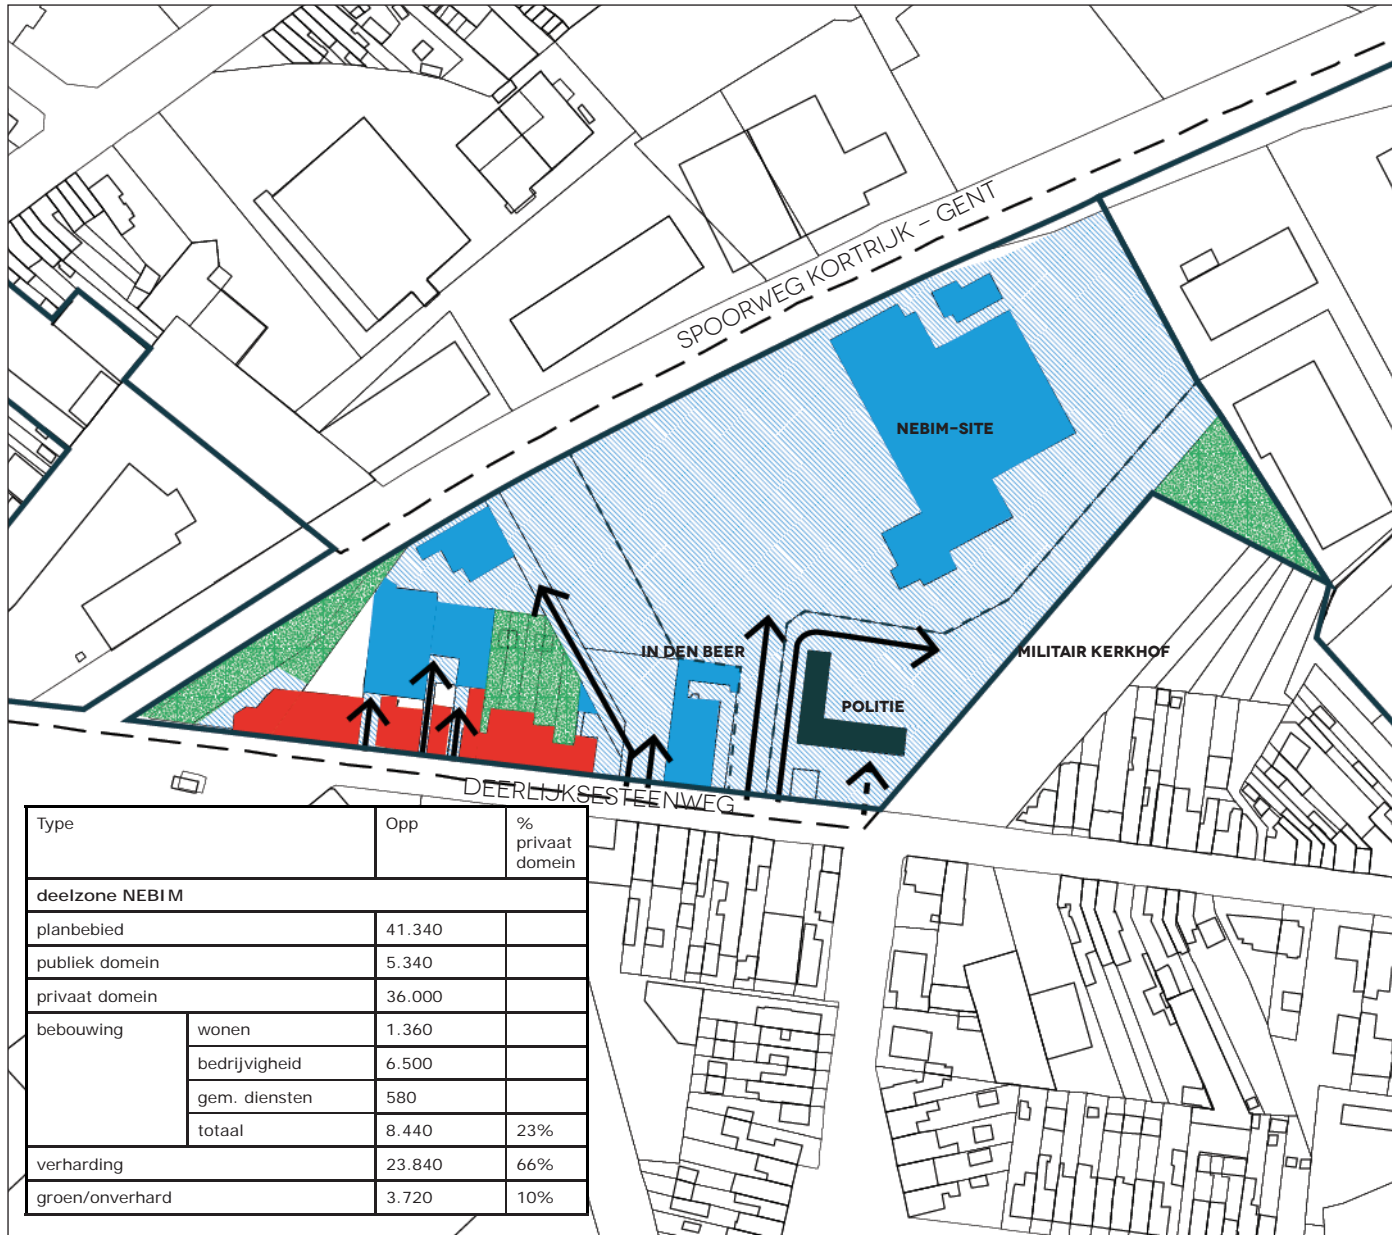 SPOORWEG KORTRIJK - GENT
NEBIM-SITE
IN DEN BEER
MILITAIR KERKHOF
POLITIE
DEERLIJKSESTEENWEG
Type Opp % privaat domein
deelzone NEBIM
planbebied 41.340
publiek domein 5.340
privaat domein 36.000
bebouwing wonen 1.360
bedrijvigheid 6.500
gem. diensten 580
totaal 8.440 23%
verharding 23.840 66%
groen/onverhard 3.720 10%